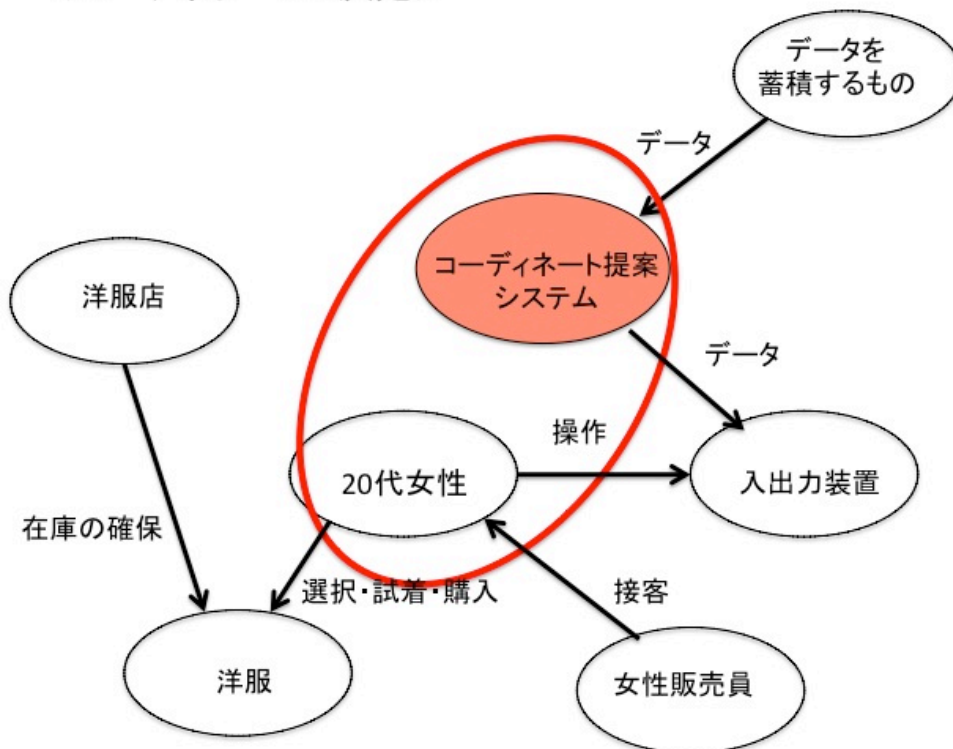 データを
蓄積するもの
データ
コーディネート提案
システム
洋服店
データ
操作
20代女性
入出力装置
在庫の確保
選択・試着・購入
接客
洋服
女性販売員